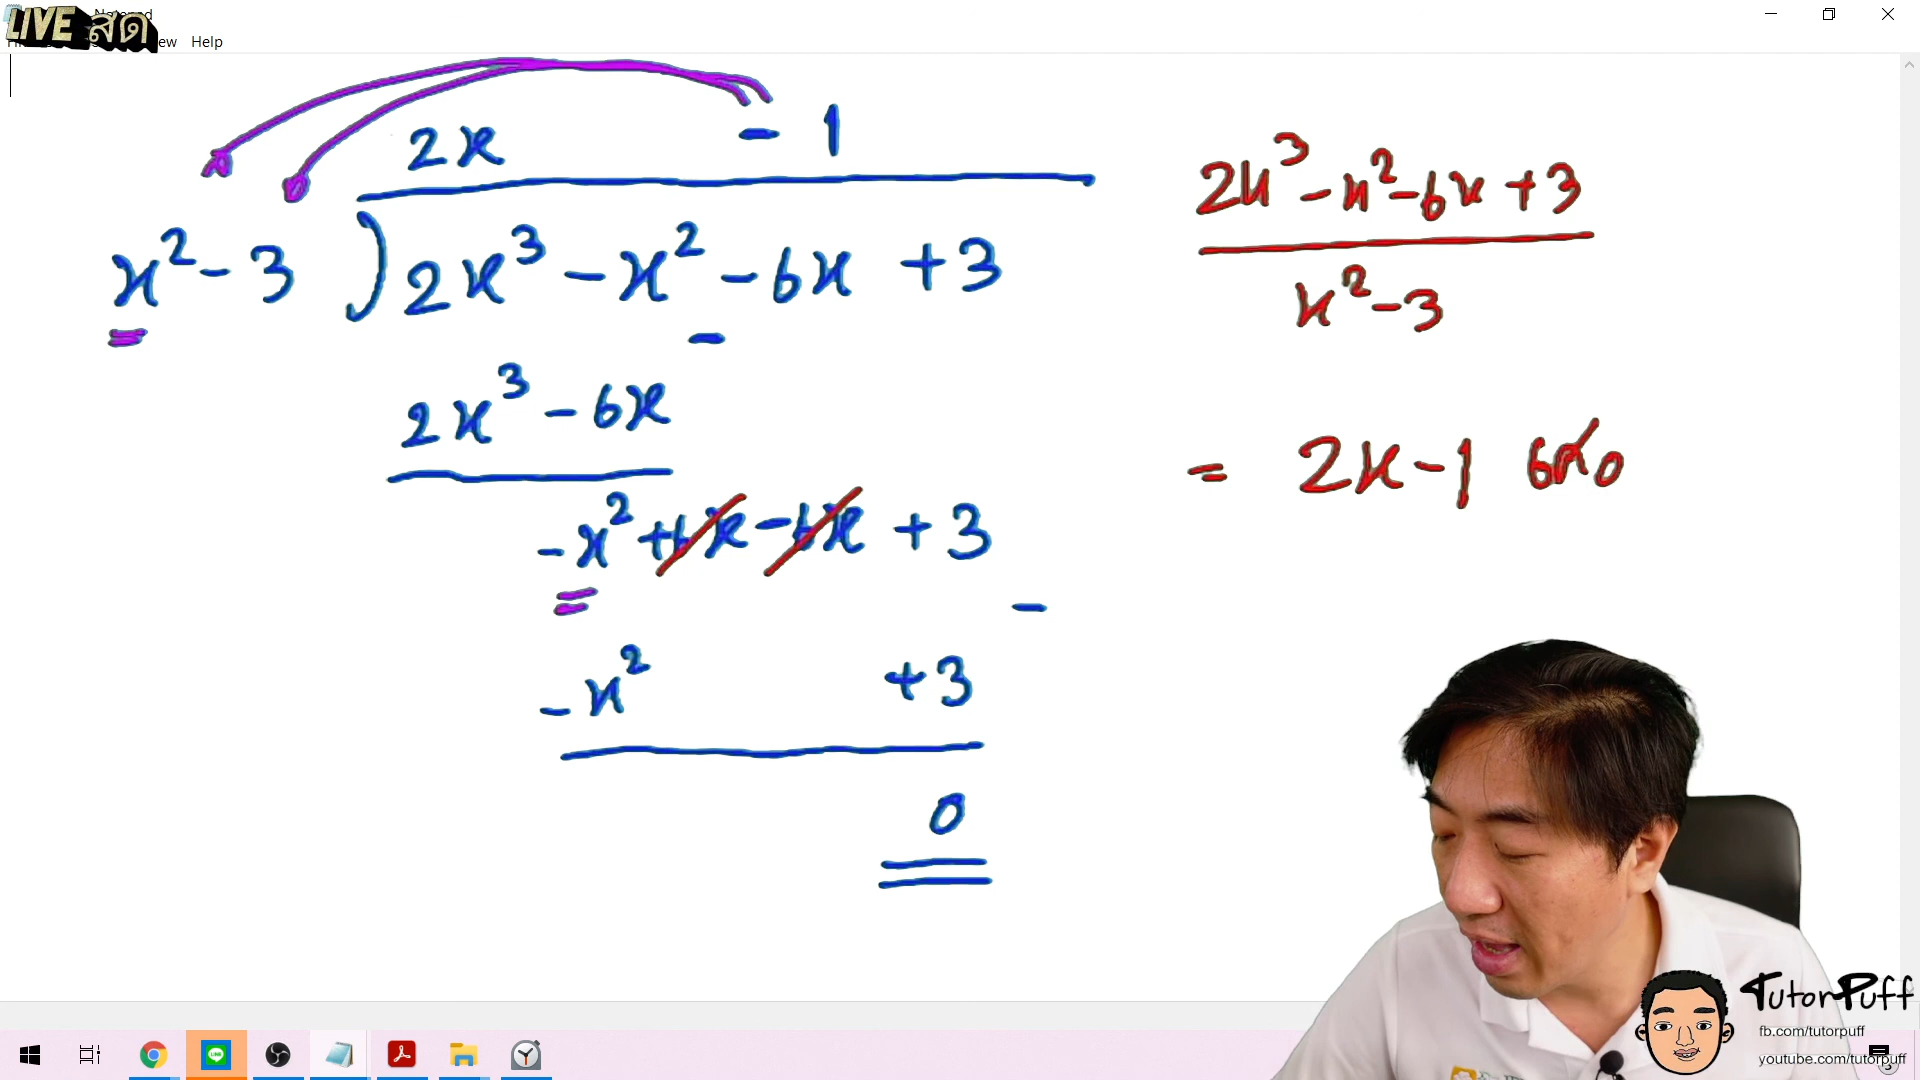 LIVE สด
Help
2x - 1
x² - 3 ) 2x³ - x² - 6x + 3
-
2x³ - 6x
-x² + 6x - 6x + 3
-
-x² + 3
0
2x³ - x² - 6x + 3
x² - 3
= 2x - 1
TutorPuff
fb.com/tutorpuff
youtube.com/tutorpuff